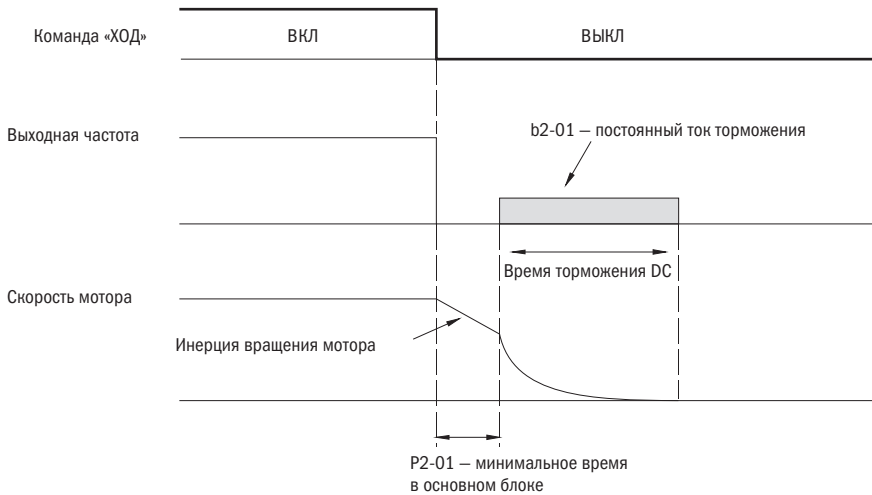 Команда «ХОД»
ВКЛ
ВЫКЛ
Выходная частота
b2-01 – постоянный ток торможения
Время торможения DC
Скорость мотора
Инерция вращения мотора
P2-01 – минимальное время
в основном блоке